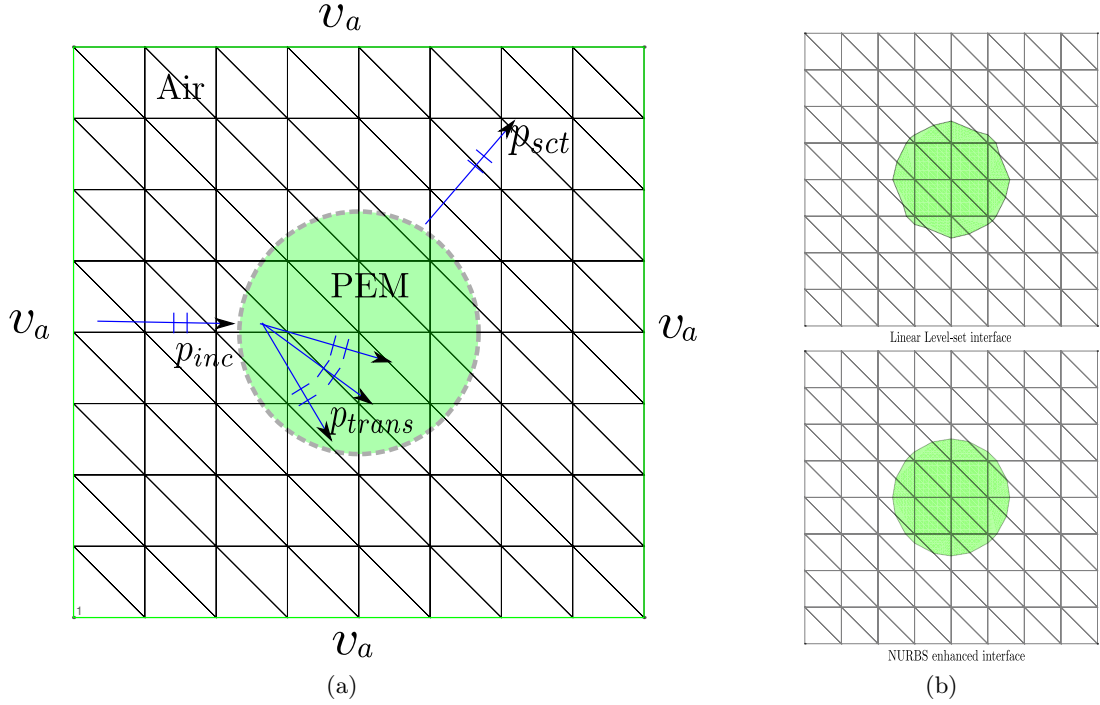 v_a
Air
p_sct
PEM
v_a
v_a
p_inc
p_trans
1
v_a
(a)
Linear Level-set interface
NURBS enhanced interface
(b)